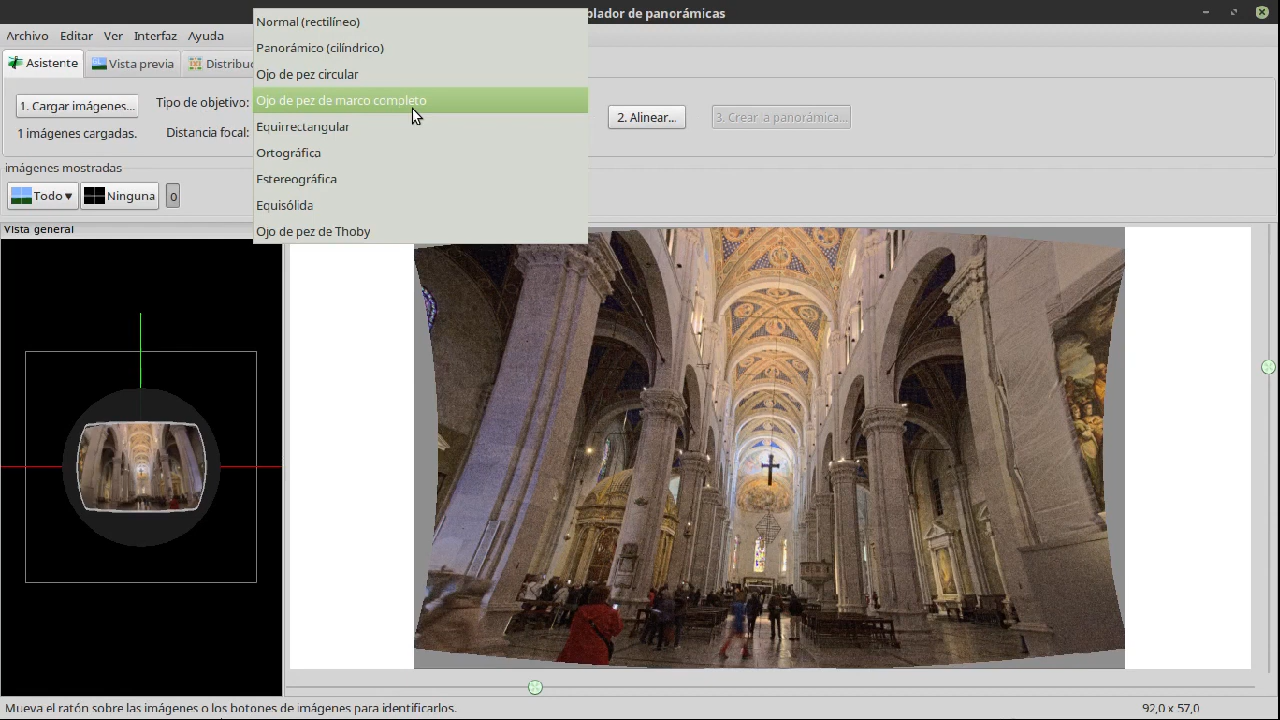 blador de panorámicas
Archivo Editar Ver Interfaz Ayuda
Asistente Vista previa Distribuc
1. Cargar imágenes... Tipo de objetivo:
1 imágenes cargadas. Distancia focal:
Normal (rectilíneo)
Panorámico (cilíndrico)
Ojo de pez circular
Ojo de pez de marco completo
Equirrectangular
Ortográfica
Estereográfica
Equisólida
Ojo de pez de Thoby
2. Alinear... 3. Crear la panorámica...
imágenes mostradas
Todo Ninguna 0
Vista general
Mueva el ratón sobre las imágenes o los botones de imágenes para identificarlos. 92,0 x 57,0